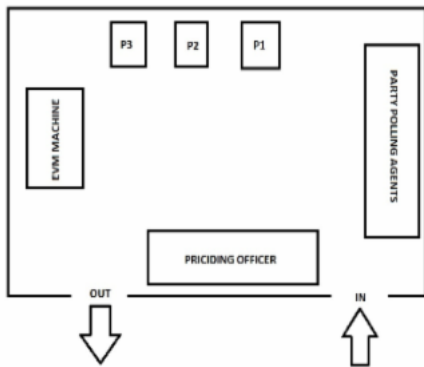 P3
P2
P1
EVM MACHINE
PARTY POLLING AGENTS
PRICIDING OFFICER
OUT
IN